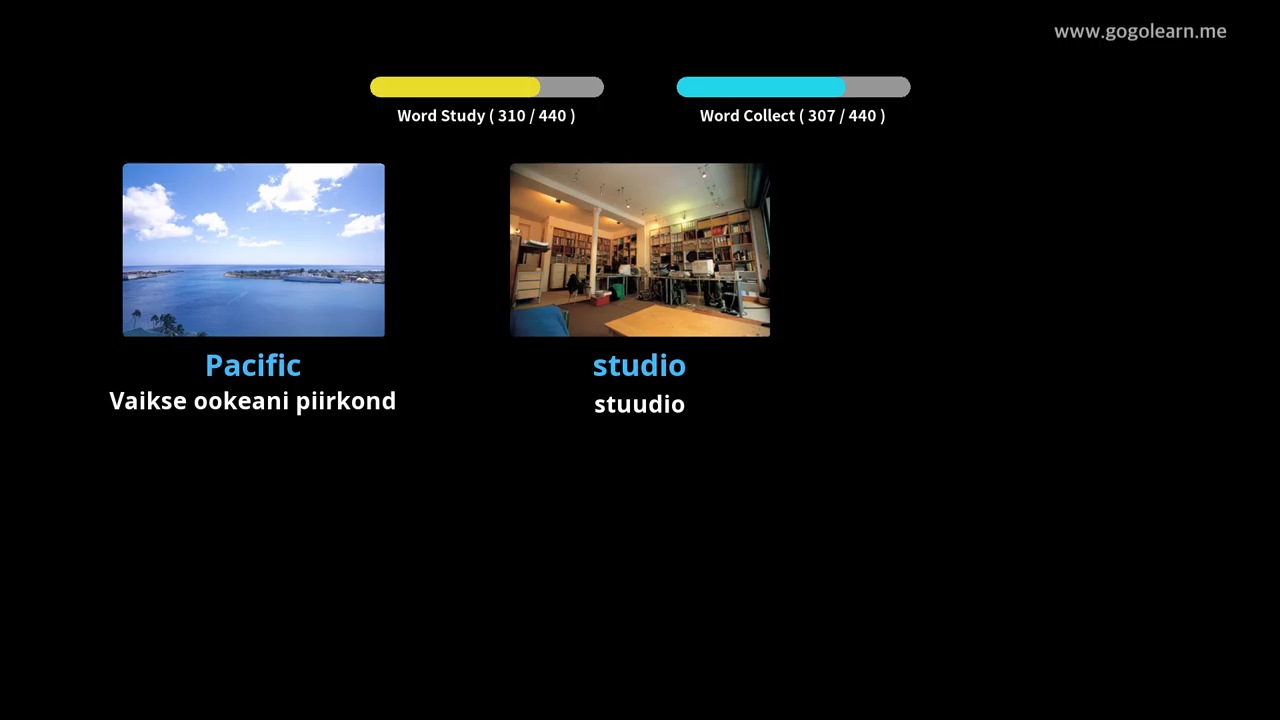 www.gogolearn.me
Word Study ( 310 / 440 )
Word Collect ( 307 / 440 )
Pacific
Vaikse ookeani piirkond
studio
stuudio